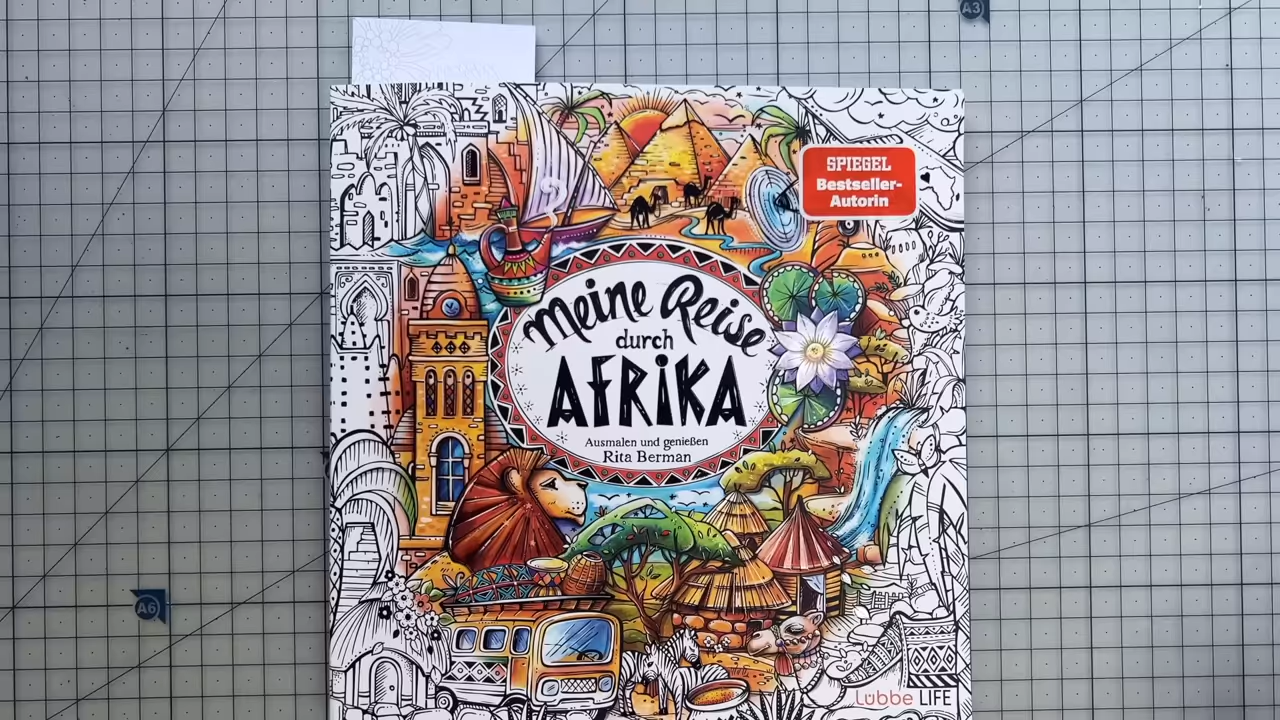 A3
SPIEGEL
Bestseller-
Autorin
Meine Reise
durch
AFRIKA
Ausmalen und genießen
Rita Berman
A6
Lübbe LIFE